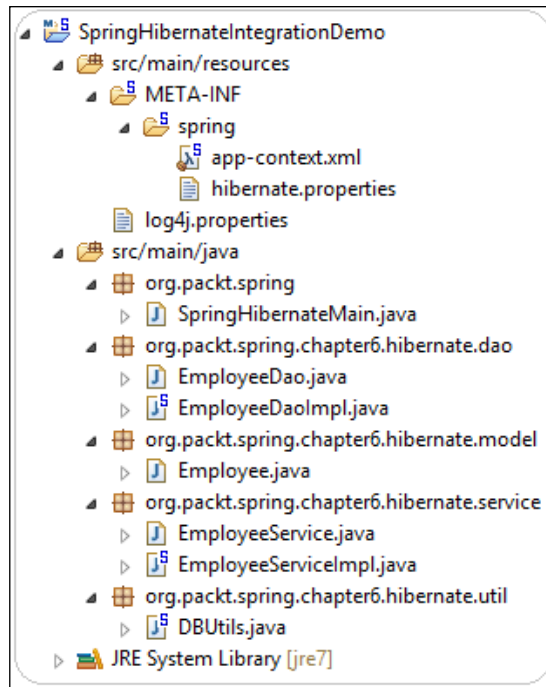 SpringHibernateIntegrationDemo
src/main/resources
META-INF
spring
app-context.xml
hibernate.properties
log4j.properties
src/main/java
org.packt.spring
SpringHibernateMain.java
org.packt.spring.chapter6.hibernate.dao
EmployeeDao.java
EmployeeDaoImpl.java
org.packt.spring.chapter6.hibernate.model
Employee.java
org.packt.spring.chapter6.hibernate.service
EmployeeService.java
EmployeeServiceImpl.java
org.packt.spring.chapter6.hibernate.util
DBUtils.java
JRE System Library [jre7]